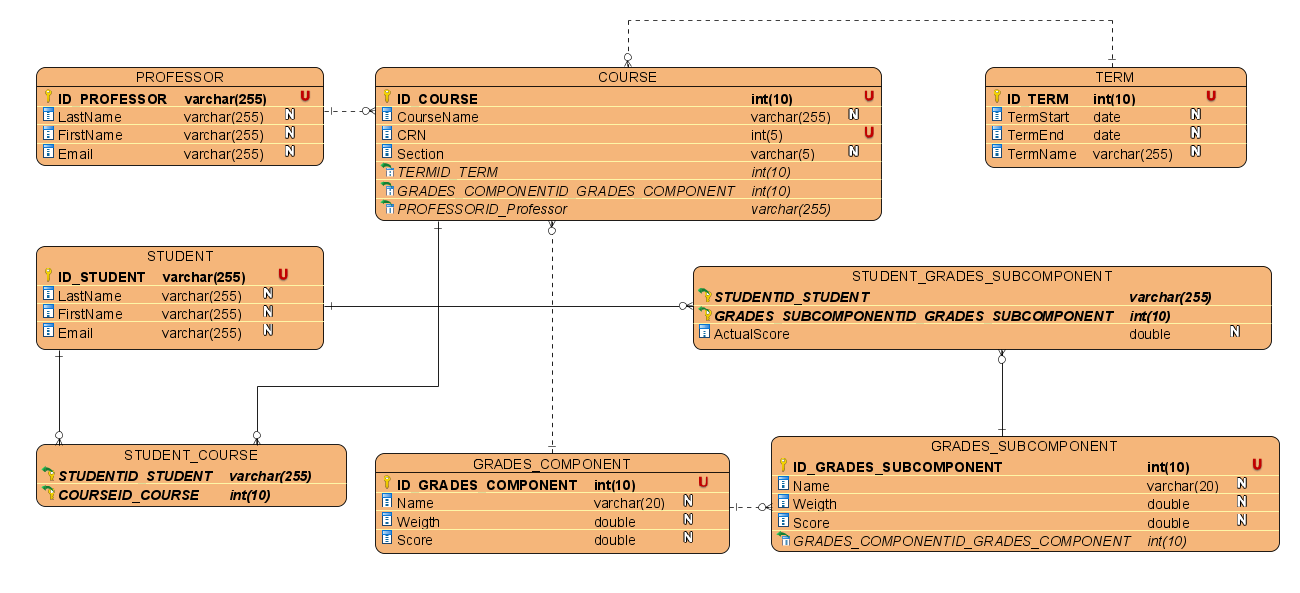 PROFESSOR
ID_PROFESSOR varchar(255) U
LastName varchar(255) N
FirstName varchar(255) N
Email varchar(255) N
COURSE
ID_COURSE int(10) U
CourseName varchar(255) N
CRN int(5) U
Section varchar(5) N
TERMID_TERM int(10)
GRADES_COMPONENTID_GRADES_COMPONENT int(10)
PROFESSORID_Professor varchar(255)
TERM
ID_TERM int(10) U
TermStart date N
TermEnd date N
TermName varchar(255) N
STUDENT
ID_STUDENT varchar(255) U
LastName varchar(255) N
FirstName varchar(255) N
Email varchar(255) N
STUDENT_GRADES_SUBCOMPONENT
STUDENTID_STUDENT varchar(255)
GRADES_SUBCOMPONENTID_GRADES_SUBCOMPONENT int(10)
ActualScore double N
STUDENT_COURSE
STUDENTID_STUDENT varchar(255)
COURSEID_COURSE int(10)
GRADES_COMPONENT
ID_GRADES_COMPONENT int(10) U
Name varchar(20) N
Weigth double N
Score double N
GRADES_SUBCOMPONENT
ID_GRADES_SUBCOMPONENT int(10) U
Name varchar(20) N
Weigth double N
Score double N
GRADES_COMPONENTID_GRADES_COMPONENT int(10)